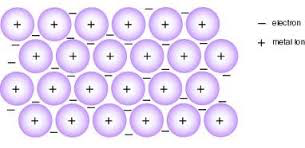 − electron
+ metal ion